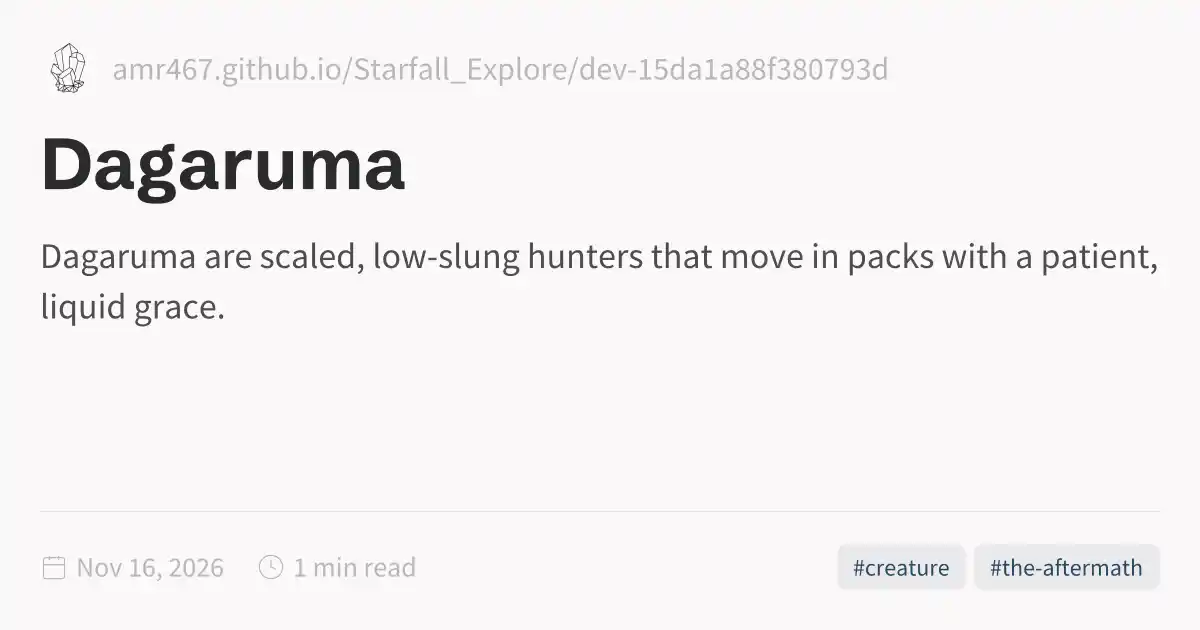 amr467.github.io/Starfall_Explore/dev-15da1a88f380793d
Dagaruma
Dagaruma are scaled, low-slung hunters that move in packs with a patient,
liquid grace.
Nov 16, 2026 1 min read #creature #the-aftermath